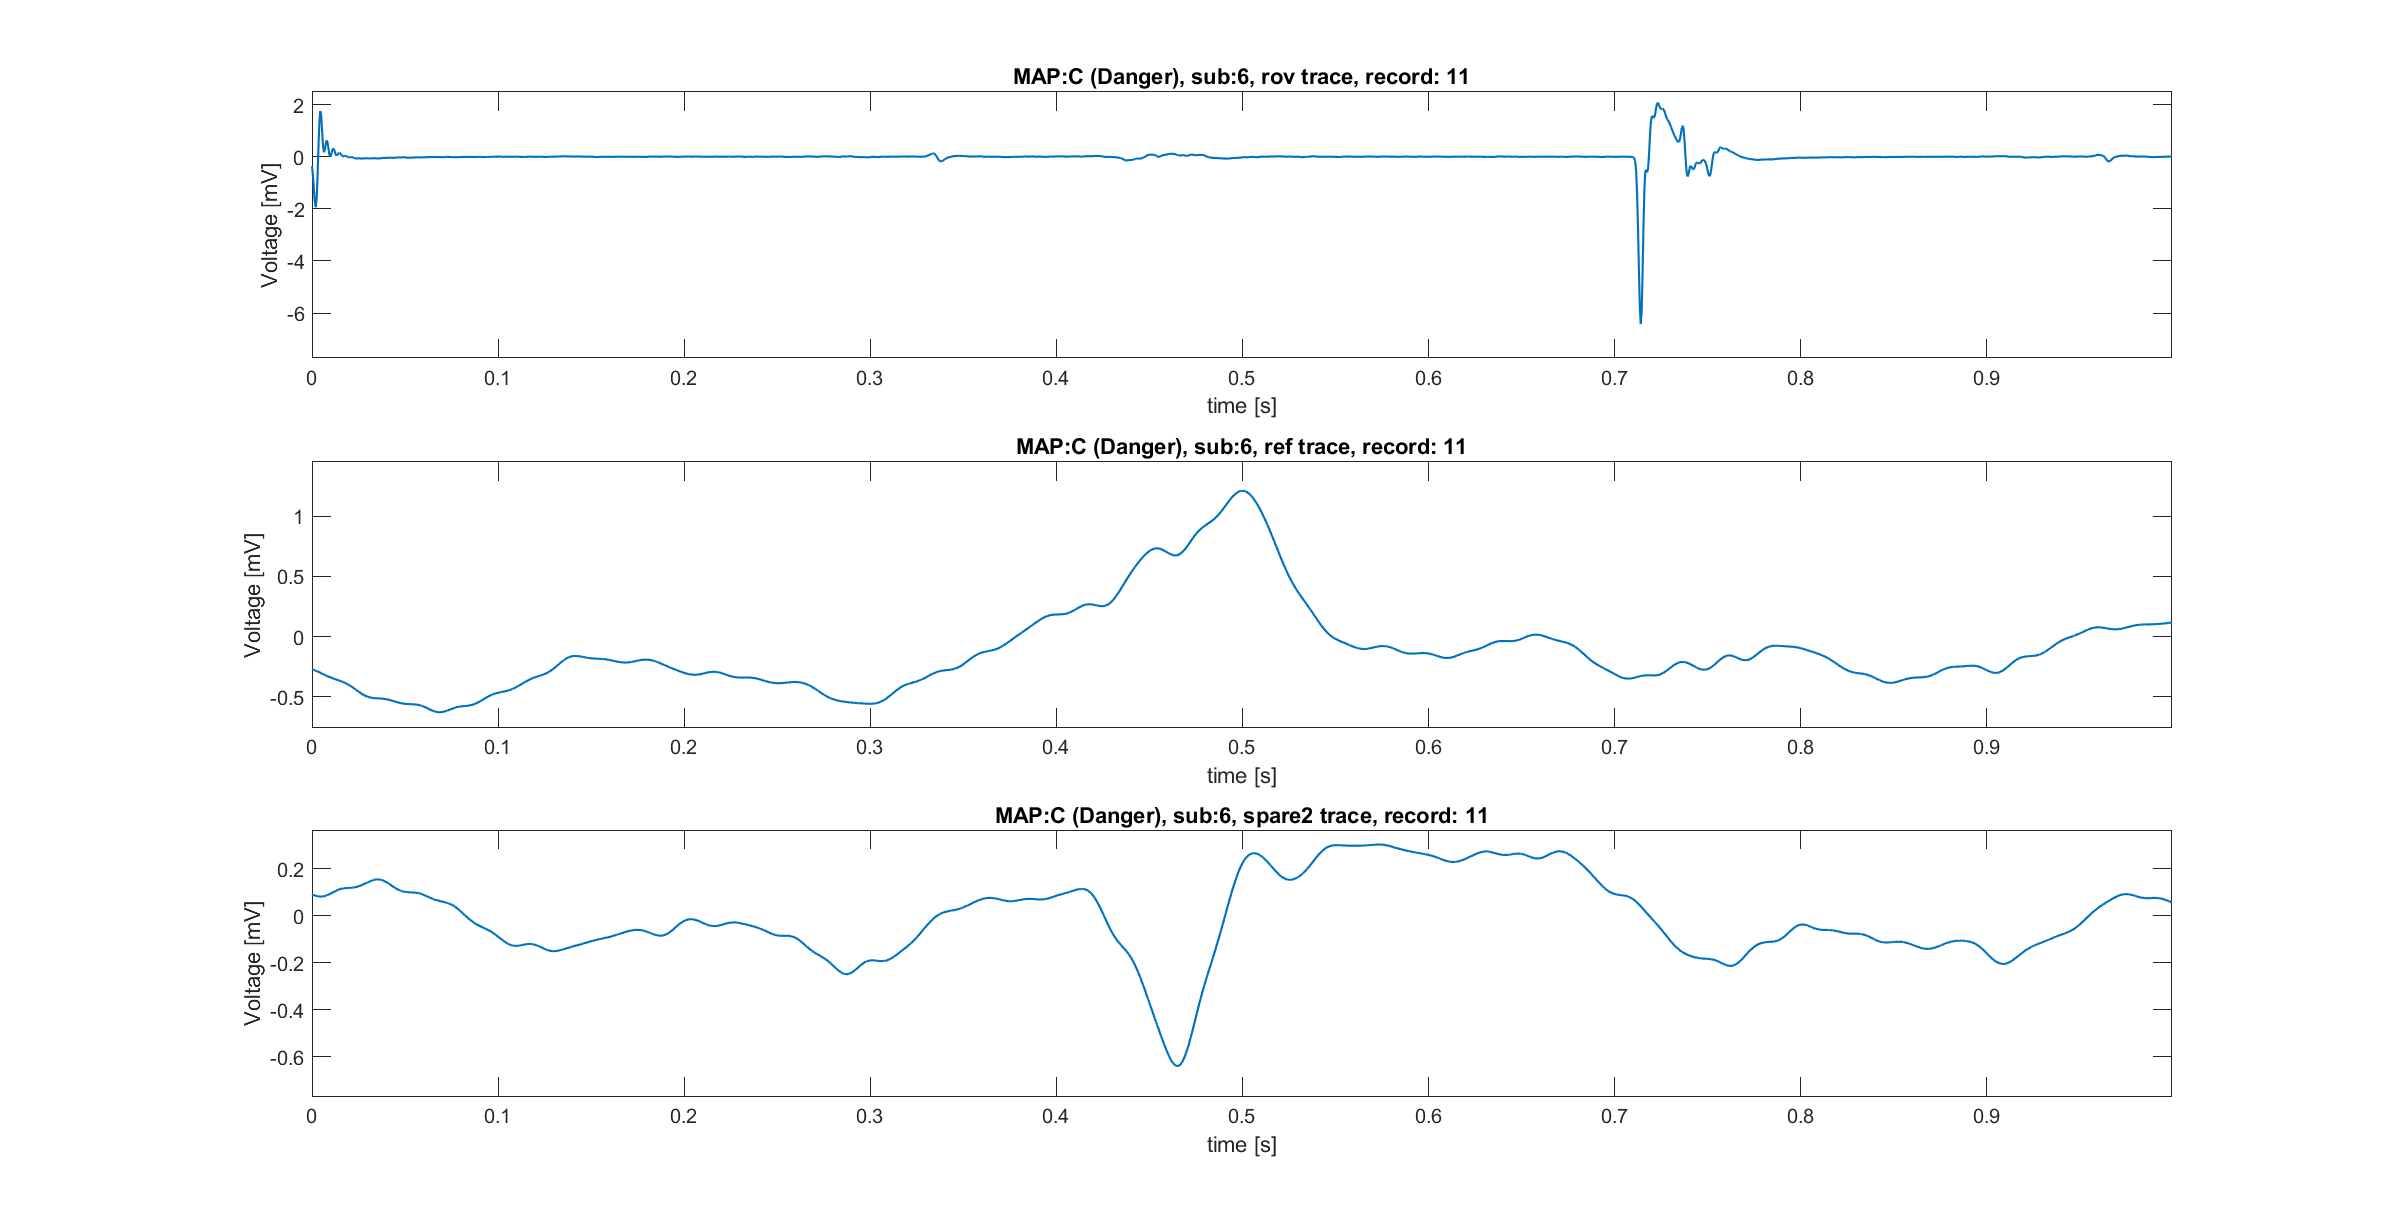 MAP:C (Danger), sub:6, rov trace, record: 11
2
0
-2
-4
-6
Voltage [mV]
0 0.1 0.2 0.3 0.4 0.5 0.6 0.7 0.8 0.9
time [s]
MAP:C (Danger), sub:6, ref trace, record: 11
1
0.5
0
-0.5
Voltage [mV]
0 0.1 0.2 0.3 0.4 0.5 0.6 0.7 0.8 0.9
time [s]
MAP:C (Danger), sub:6, spare2 trace, record: 11
0.2
0
-0.2
-0.4
-0.6
Voltage [mV]
0 0.1 0.2 0.3 0.4 0.5 0.6 0.7 0.8 0.9
time [s]